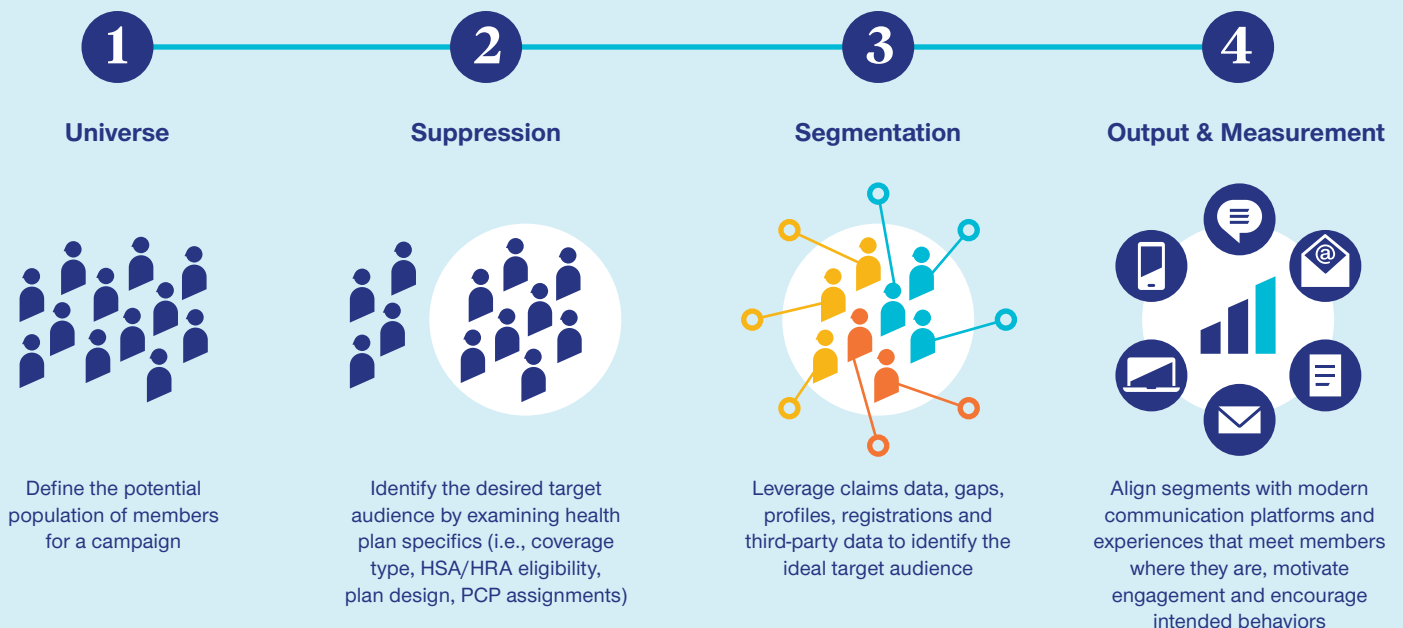 1
2
3
4
Universe
Suppression
Segmentation
Output & Measurement
@
Define the potential
population of members
for a campaign
Identify the desired target
audience by examining health
plan specifics (i.e., coverage
type, HSA/HRA eligibility,
plan design, PCP assignments)
Leverage claims data, gaps,
profiles, registrations and
third-party data to identify the
ideal target audience
Align segments with modern
communication platforms and
experiences that meet members
where they are, motivate
engagement and encourage
intended behaviors